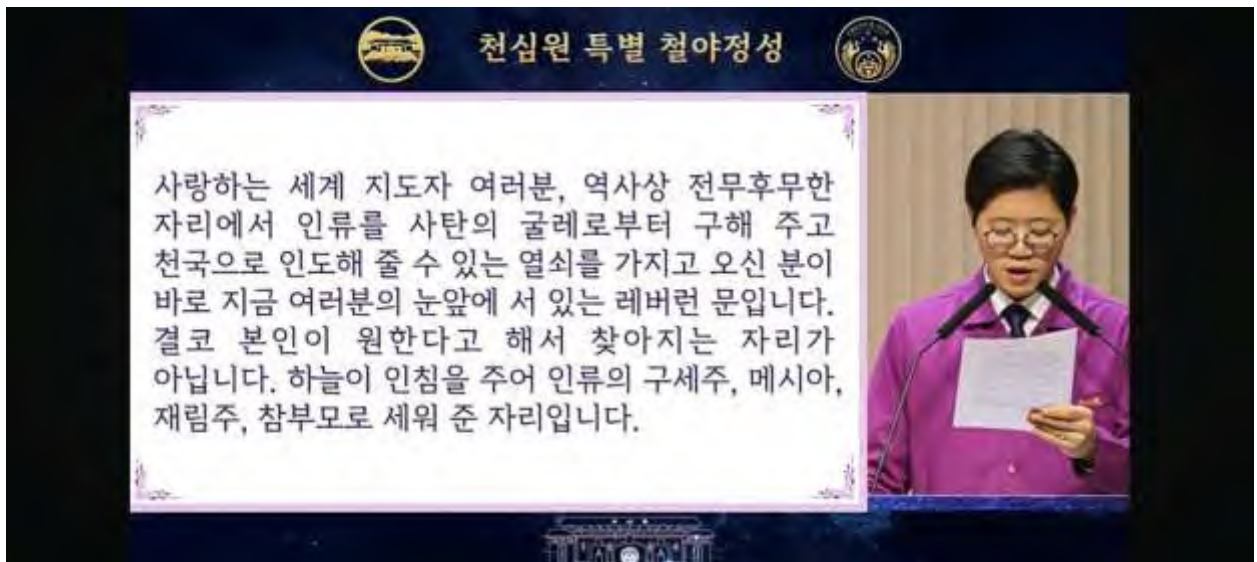 천심원 특별 철야정성
사랑하는 세계 지도자 여러분, 역사상 전무후무한
자리에서 인류를 사탄의 굴레로부터 구해 주고
천국으로 인도해 줄 수 있는 열쇠를 가지고 오신 분이
바로 지금 여러분의 눈앞에 서 있는 레버런 문입니다.
결코 본인이 원한다고 해서 찾아지는 자리가
아닙니다. 하늘이 인침을 주어 인류의 구세주, 메시아,
재림주, 참부모로 세워 준 자리입니다.